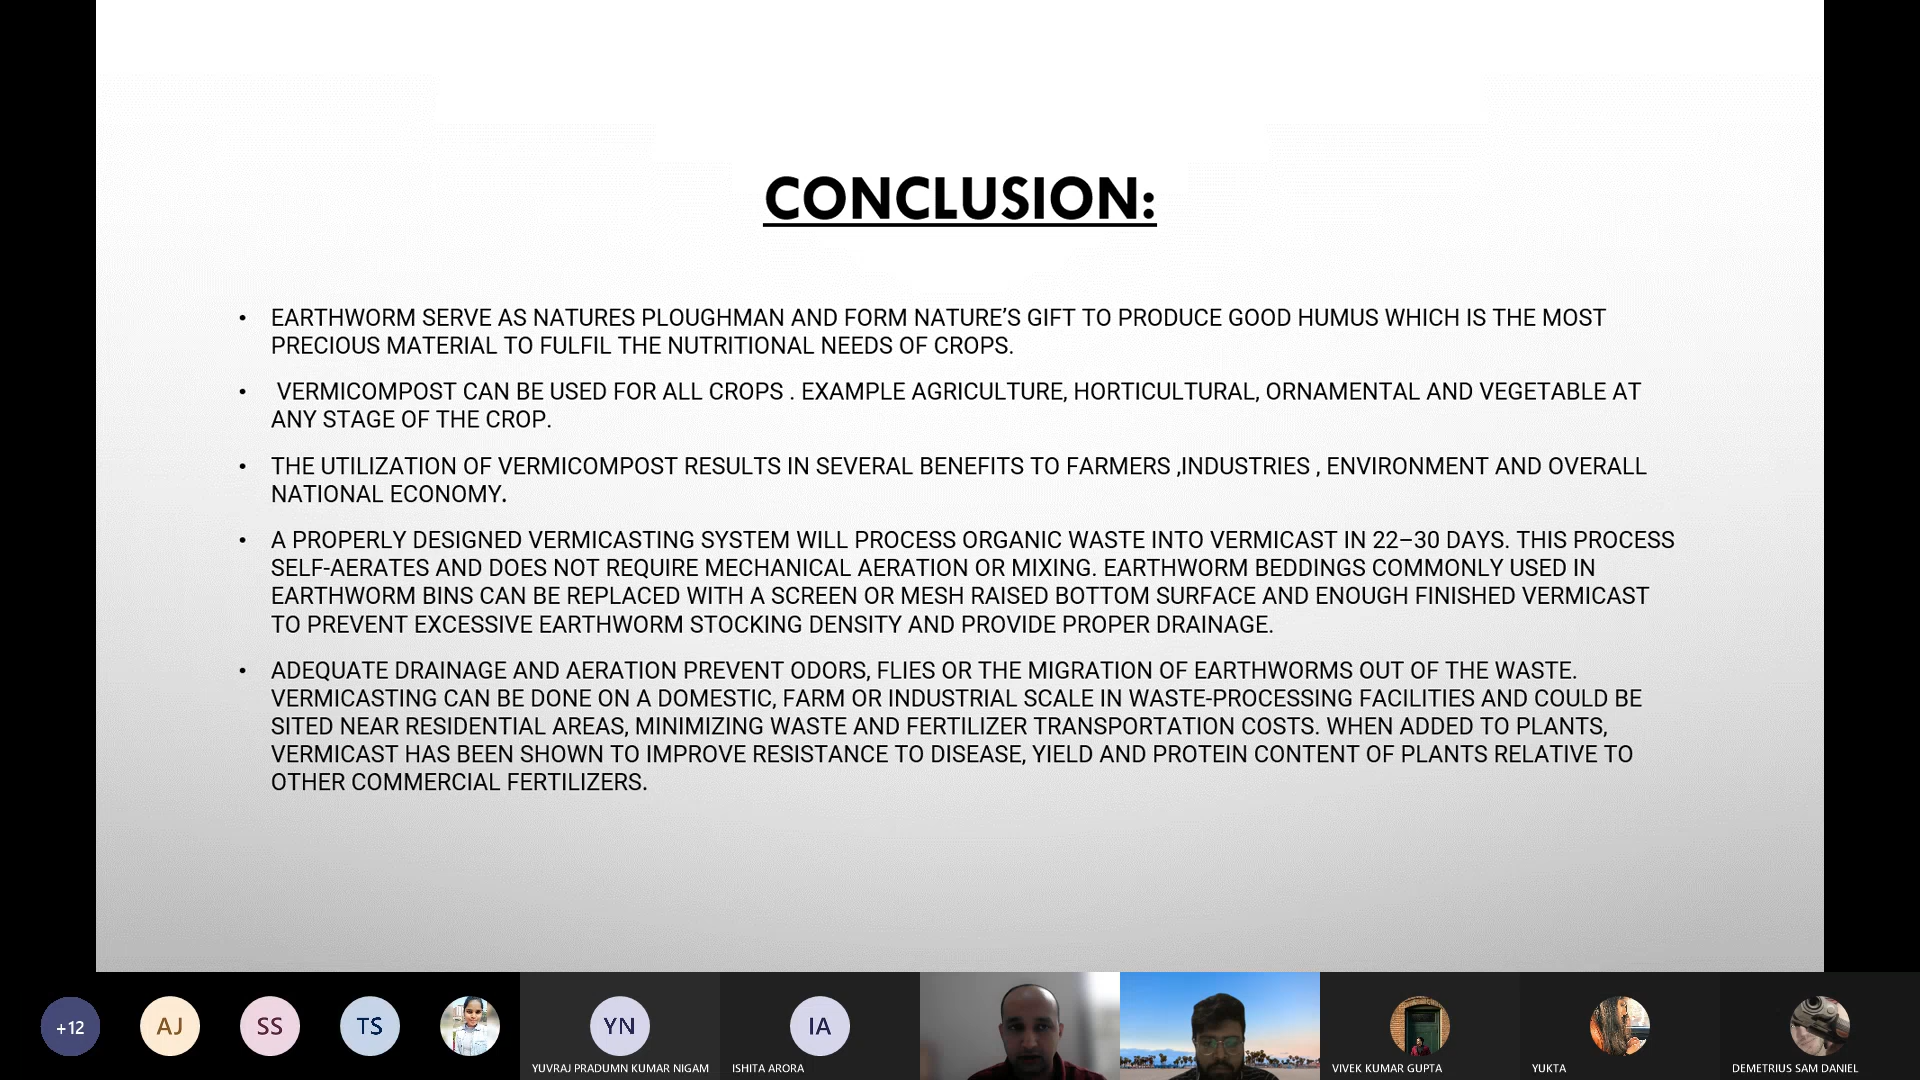 CONCLUSION:
• EARTHWORM SERVE AS NATURES PLOUGHMAN AND FORM NATURE’S GIFT TO PRODUCE GOOD HUMUS WHICH IS THE MOST
PRECIOUS MATERIAL TO FULFIL THE NUTRITIONAL NEEDS OF CROPS.
• VERMICOMPOST CAN BE USED FOR ALL CROPS . EXAMPLE AGRICULTURE, HORTICULTURAL, ORNAMENTAL AND VEGETABLE AT
ANY STAGE OF THE CROP.
• THE UTILIZATION OF VERMICOMPOST RESULTS IN SEVERAL BENEFITS TO FARMERS ,INDUSTRIES , ENVIRONMENT AND OVERALL
NATIONAL ECONOMY.
• A PROPERLY DESIGNED VERMICASTING SYSTEM WILL PROCESS ORGANIC WASTE INTO VERMICAST IN 22–30 DAYS. THIS PROCESS
SELF-AERATES AND DOES NOT REQUIRE MECHANICAL AERATION OR MIXING. EARTHWORM BEDDINGS COMMONLY USED IN
EARTHWORM BINS CAN BE REPLACED WITH A SCREEN OR MESH RAISED BOTTOM SURFACE AND ENOUGH FINISHED VERMICAST
TO PREVENT EXCESSIVE EARTHWORM STOCKING DENSITY AND PROVIDE PROPER DRAINAGE.
• ADEQUATE DRAINAGE AND AERATION PREVENT ODORS, FLIES OR THE MIGRATION OF EARTHWORMS OUT OF THE WASTE.
VERMICASTING CAN BE DONE ON A DOMESTIC, FARM OR INDUSTRIAL SCALE IN WASTE-PROCESSING FACILITIES AND COULD BE
SITED NEAR RESIDENTIAL AREAS, MINIMIZING WASTE AND FERTILIZER TRANSPORTATION COSTS. WHEN ADDED TO PLANTS,
VERMICAST HAS BEEN SHOWN TO IMPROVE RESISTANCE TO DISEASE, YIELD AND PROTEIN CONTENT OF PLANTS RELATIVE TO
OTHER COMMERCIAL FERTILIZERS.
+12 AJ SS TS YN IA
YUVRAJ PRADUMN KUMAR NIGAM ISHITA ARORA VIVEK KUMAR GUPTA YUKTA DEMETRIUS SAM DANIEL